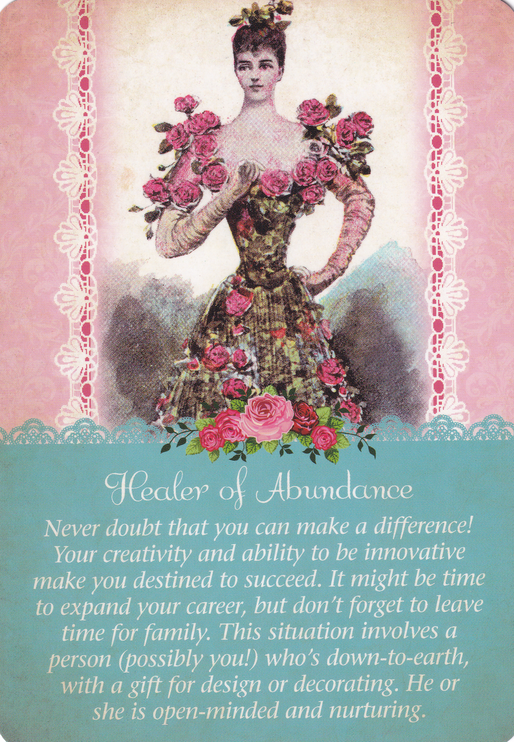 Healer of Abundance
Never doubt that you can make a difference!
Your creativity and ability to be innovative
make you destined to succeed. It might be time
to expand your career, but don't forget to leave
time for family. This situation involves a
person (possibly you!) who's down-to-earth,
with a gift for design or decorating. He or
she is open-minded and nurturing.